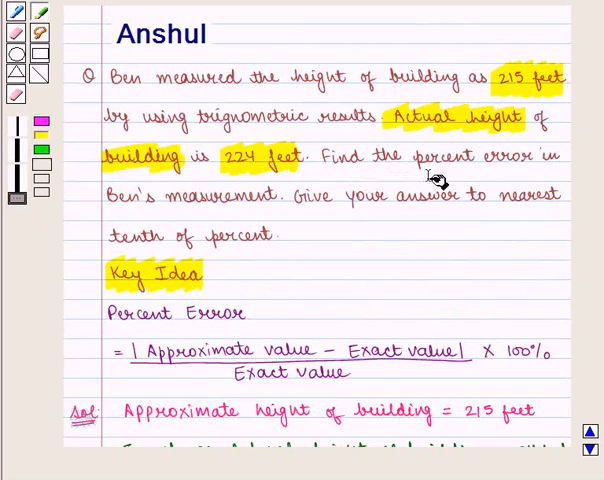 Anshul
Q Ben measured the height of building as 215 feet
by using trignometric results. Actual height of
building is 224 feet. Find the percent error in
Ben's measurement. Give your answer to nearest
tenth of percent.
Key Idea
Percent Error
= | Approximate value - Exact value | × 100%
Exact value
Sol: Approximate height of building = 215 feet